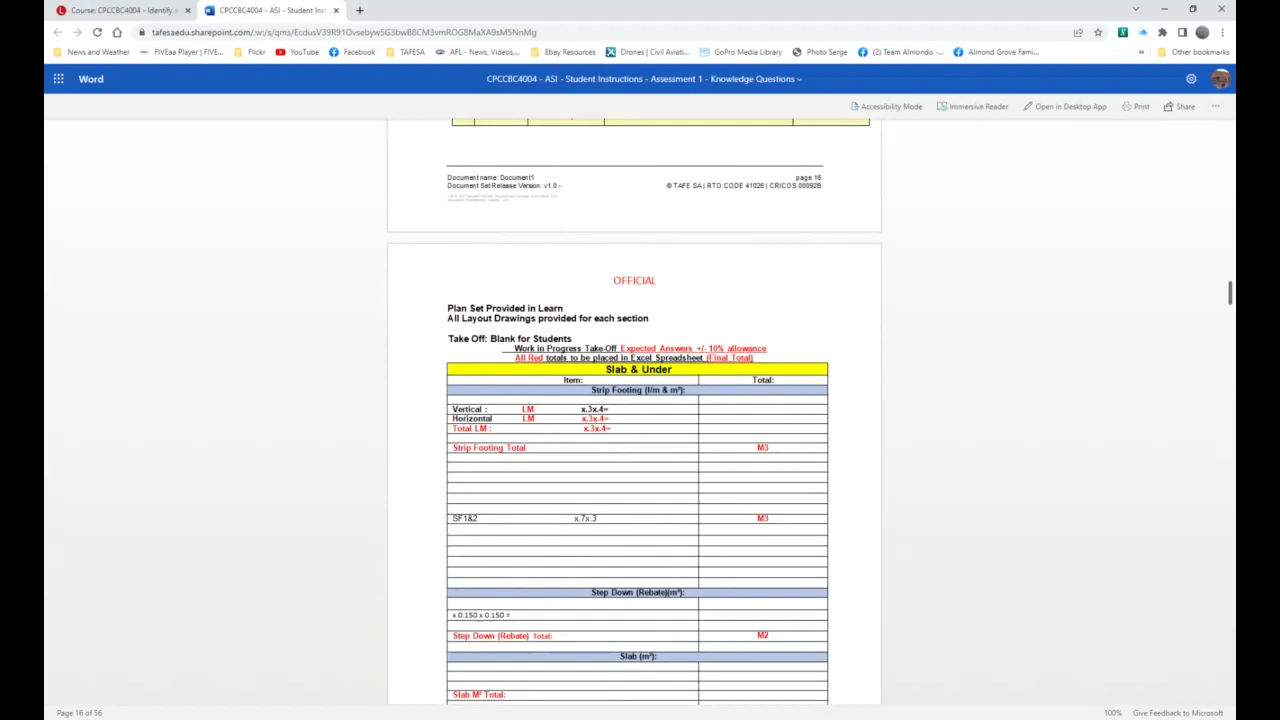 Course: CPCCBC4004 - Identify a
CPCCBC4004 - ASI - Student Inst
tafesaedu.sharepoint.com/:w:/s/qms/EcdusV39R91Ovsebyw5G3bwB8CM3vmROG8MaXA9sM5NnMg
News and Weather
FIVEaa Player | FIVE...
Flickr
YouTube
Facebook
TAFESA
AFL - News, Videos,...
Ebay Resources
Drones | Civil Aviati...
GoPro Media Library
Photo Serge
(2) Team Almondo -...
Almond Grove Fami...
»
Other bookmarks
Word
CPCCBC4004 - ASI - Student Instructions - Assessment 1 - Knowledge Questions
Accessibility Mode
Immersive Reader
Open in Desktop App
Print
Share
Document name: Document1
page 16
Document Set Release Version: v1.0 -
© TAFE SA | RTO CODE 41026 | CRICOS 00092B
OFFICIAL
Plan Set Provided in Learn
All Layout Drawings provided for each section
Take Off: Blank for Students
Work in Progress Take-Off Expected Answers +/- 10% allowance
All Red totals to be placed in Excel Spreadsheet (Final Total)
Slab & Under
Item: Total:
Strip Footing (l/m & m³):
Vertical : LM x.3x.4=
Horizontal LM x.3x.4=
Total LM : x.3x.4=
Strip Footing Total M3
SF1&2 x.7x.3 M3
Step Down (Rebate)(m³):
x 0.150 x 0.150 =
Step Down (Rebate) Total: M2
Slab (m³):
Slab M² Total:
Page 16 of 56
100%
Give Feedback to Microsoft